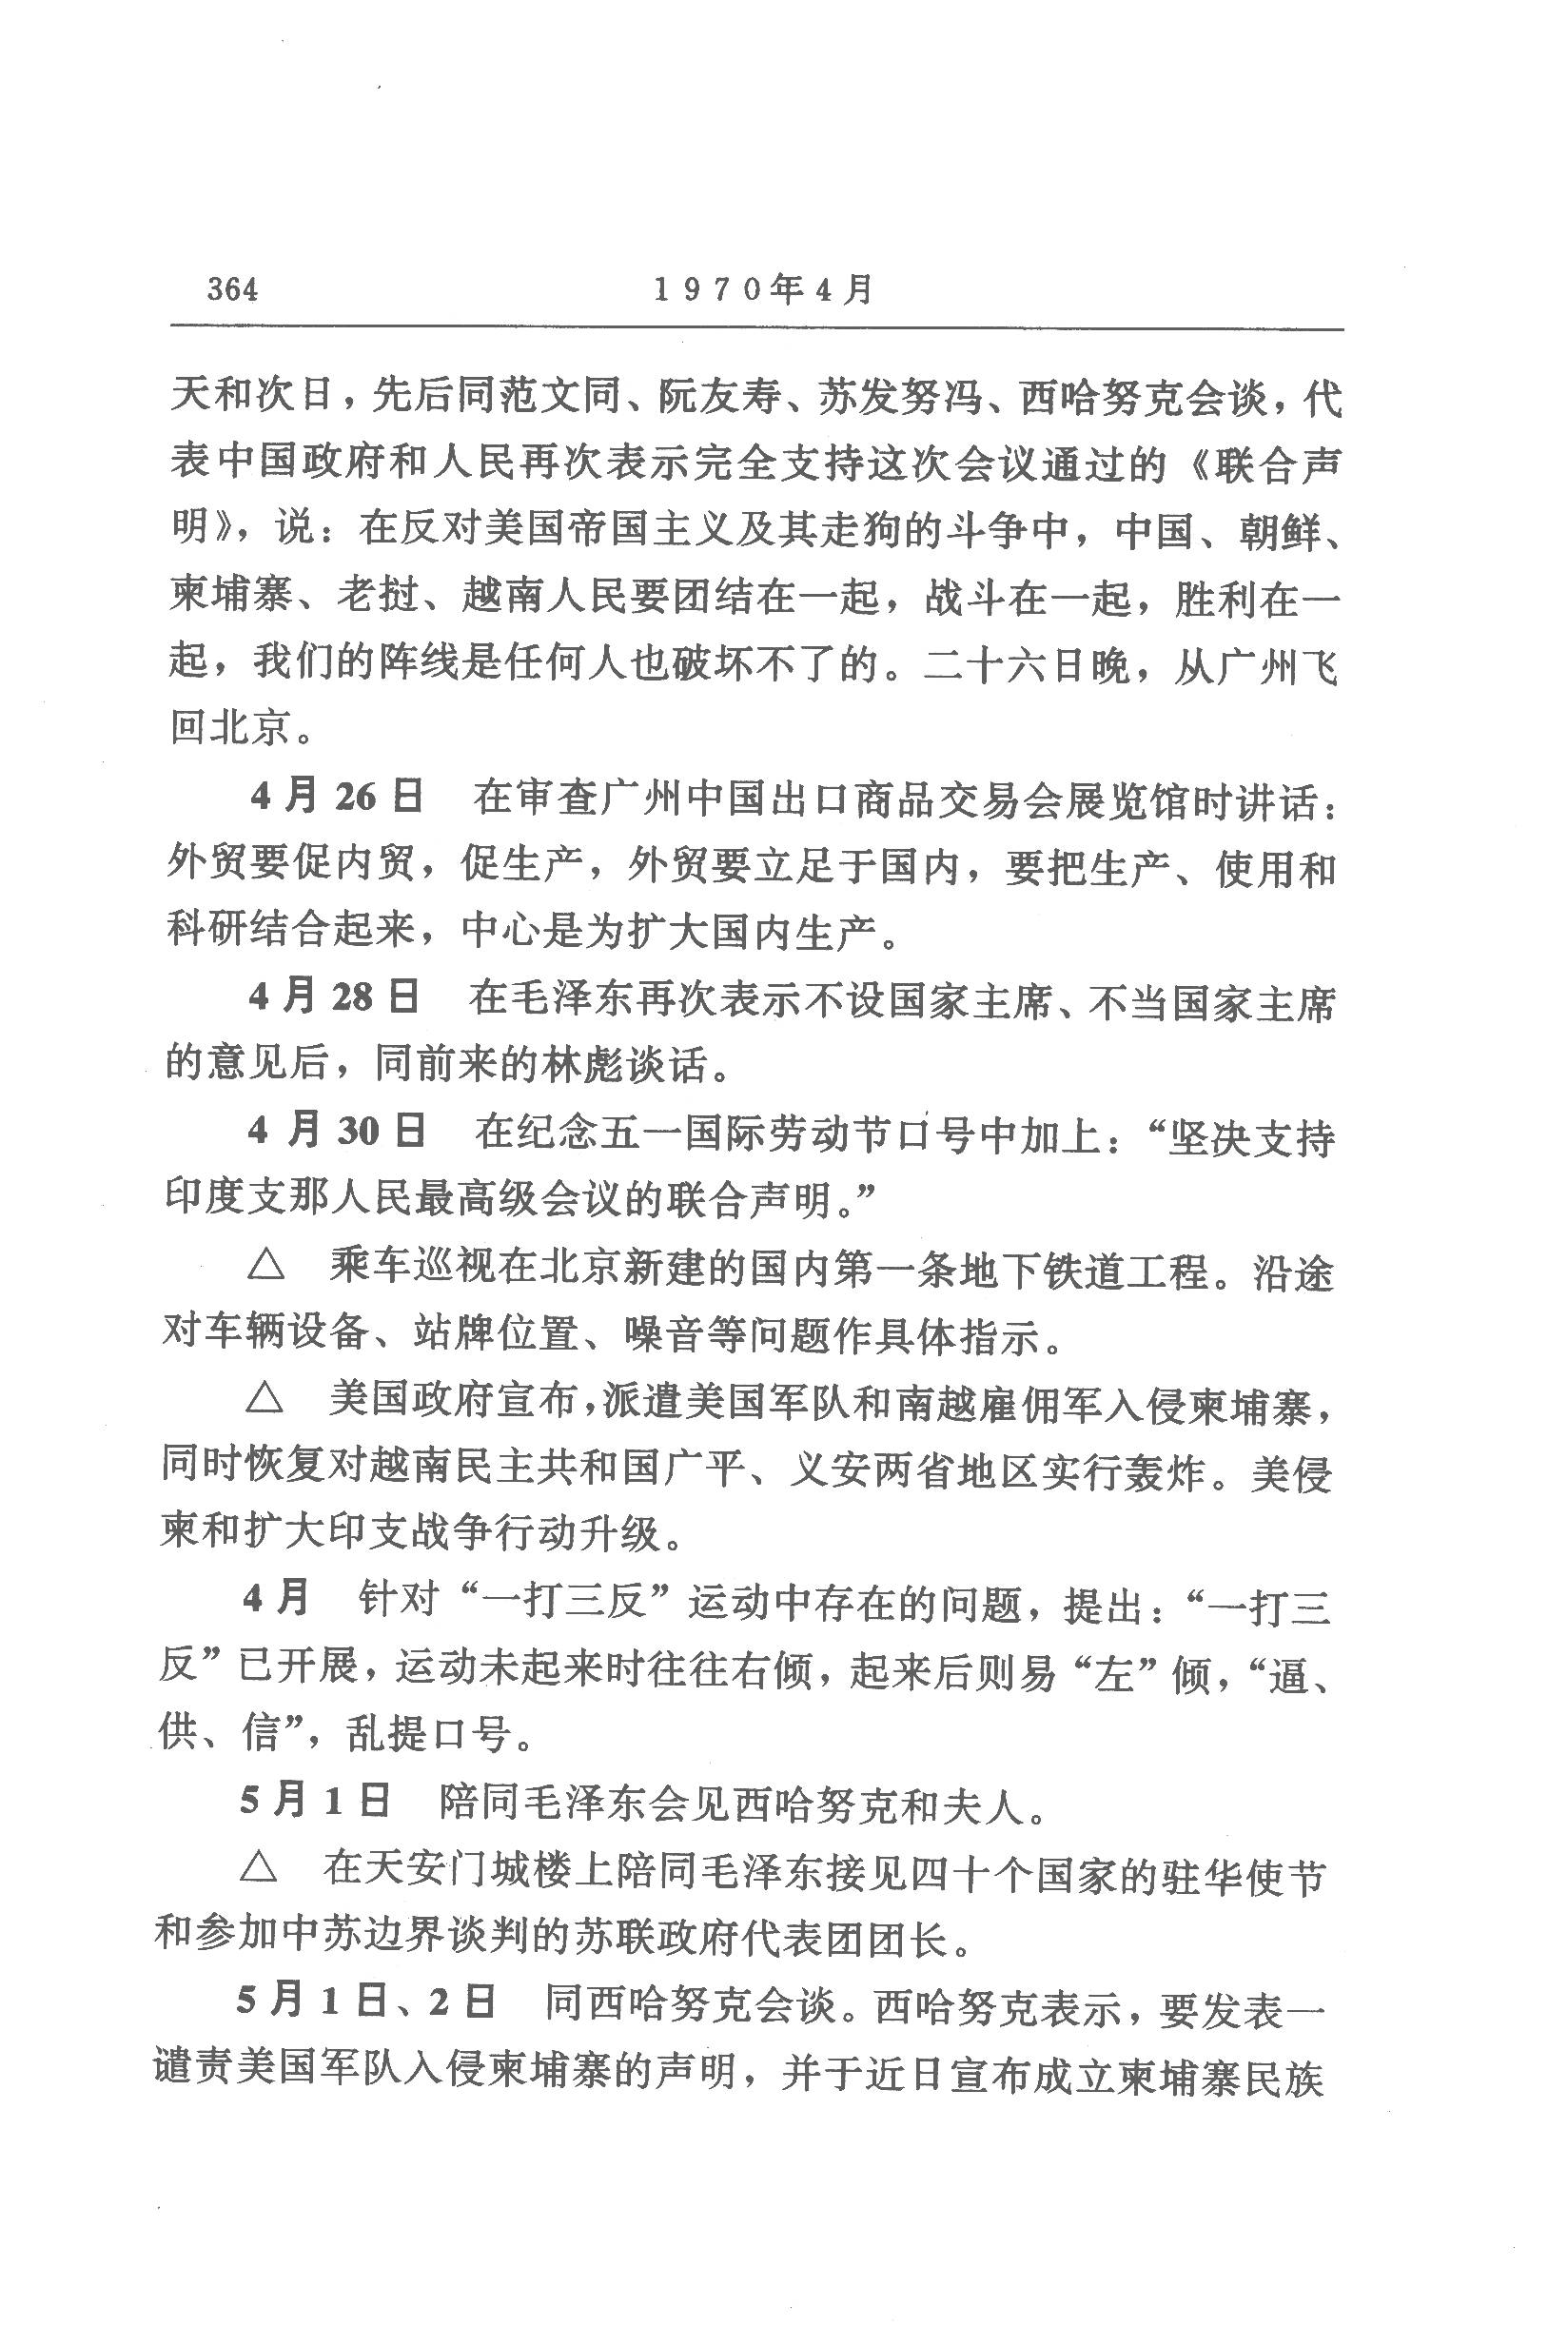 364 1970年4月
天和次日，先后同范文同、阮友寿、苏发努冯、西哈努克会谈，代
表中国政府和人民再次表示完全支持这次会议通过的《联合声
明》，说：在反对美国帝国主义及其走狗的斗争中，中国、朝鲜、
柬埔寨、老挝、越南人民要团结在一起，战斗在一起，胜利在一
起，我们的阵线是任何人也破坏不了的。二十六日晚，从广州飞
回北京。
4月26日 在审查广州中国出口商品交易会展览馆时讲话：
外贸要促内贸，促生产，外贸要立足于国内，要把生产、使用和
科研结合起来，中心是为扩大国内生产。
4月28日 在毛泽东再次表示不设国家主席、不当国家主席
的意见后，同前来的林彪谈话。
4月30日 在纪念五一国际劳动节口号中加上：“坚决支持
印度支那人民最高级会议的联合声明。”
△ 乘车巡视在北京新建的国内第一条地下铁道工程。沿途
对车辆设备、站牌位置、噪音等问题作具体指示。
△ 美国政府宣布，派遣美国军队和南越雇佣军入侵柬埔寨，
同时恢复对越南民主共和国广平、义安两省地区实行轰炸。美侵
柬和扩大印支战争行动升级。
4月 针对“一打三反”运动中存在的问题，提出：“一打三
反”已开展，运动未起来时往往右倾，起来后则易“左”倾，“逼、
供、信”，乱提口号。
5月1日 陪同毛泽东会见西哈努克和夫人。
△ 在天安门城楼上陪同毛泽东接见四十个国家的驻华使节
和参加中苏边界谈判的苏联政府代表团团长。
5月1日、2日 同西哈努克会谈。西哈努克表示，要发表一
谴责美国军队入侵柬埔寨的声明，并于近日宣布成立柬埔寨民族